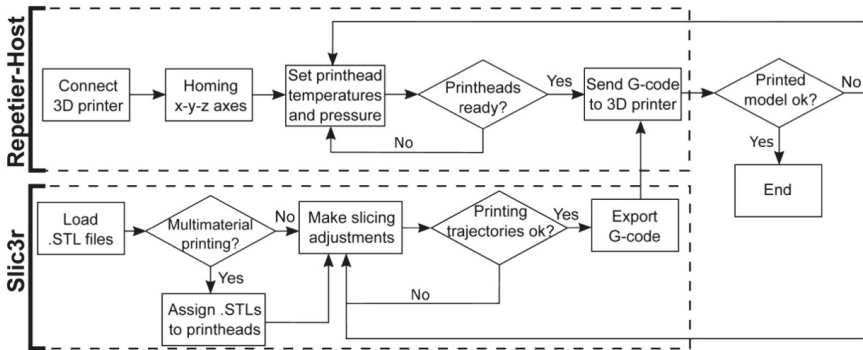 Repetier-Host
Connect
3D printer
Homing
x-y-z axes
Set printhead
temperatures
and pressure
Printheads
ready?
Yes
No
Send G-code
to 3D printer
Printed
model ok?
No
Yes
End
Slic3r
Load
.STL files
Multimaterial
printing?
No
Yes
Assign .STLs
to printheads
Make slicing
adjustments
Printing
trajectories ok?
Yes
No
Export
G-code